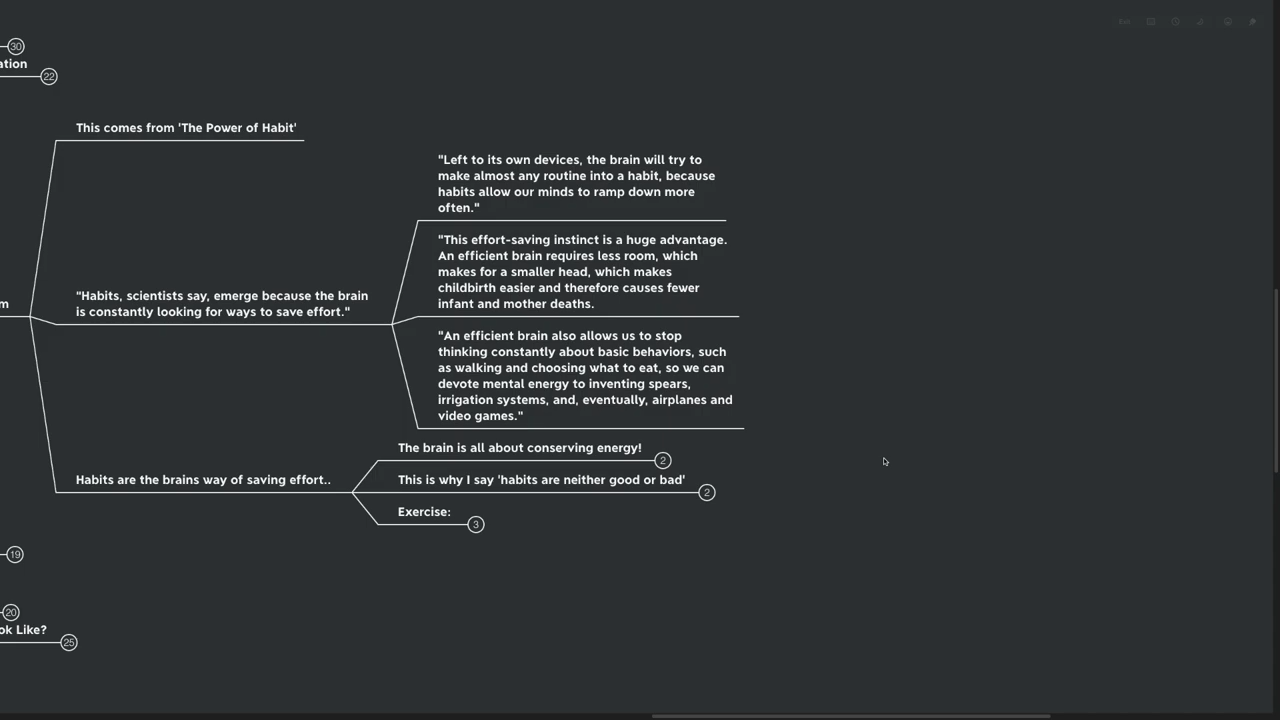 30
ation
22
This comes from 'The Power of Habit'
"Left to its own devices, the brain will try to
make almost any routine into a habit, because
habits allow our minds to ramp down more
often."
"This effort-saving instinct is a huge advantage.
An efficient brain requires less room, which
makes for a smaller head, which makes
childbirth easier and therefore causes fewer
infant and mother deaths.
"Habits, scientists say, emerge because the brain
is constantly looking for ways to save effort."
m
"An efficient brain also allows us to stop
thinking constantly about basic behaviors, such
as walking and choosing what to eat, so we can
devote mental energy to inventing spears,
irrigation systems, and, eventually, airplanes and
video games."
The brain is all about conserving energy!
2
Habits are the brains way of saving effort..
This is why I say 'habits are neither good or bad'
2
Exercise:
3
19
20
ok Like?
25